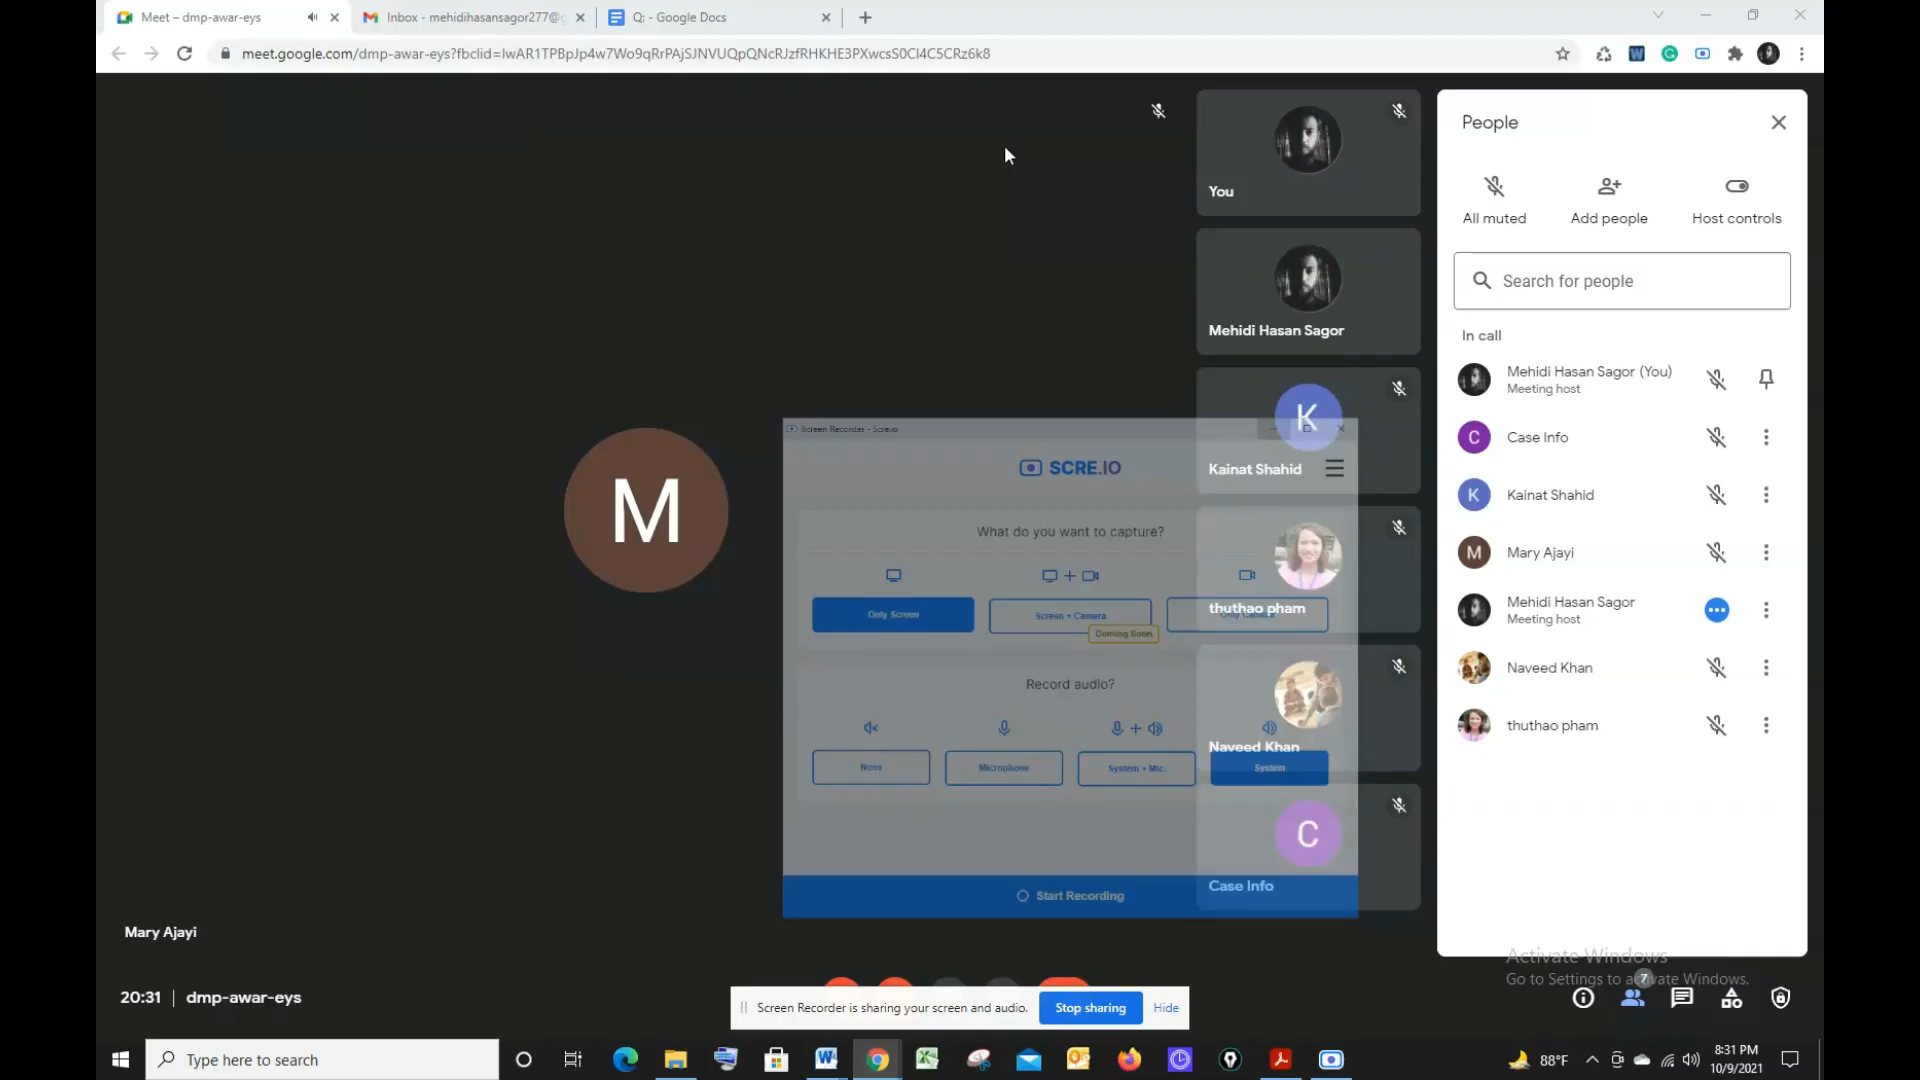 Meet – dmp-awar-eys
Inbox - mehidihasansagor277@
Q: - Google Docs
meet.google.com/dmp-awar-eys?fbclid=IwAR1TPBpJp4w7Wo9qRrPAjSJNVUQpQNcRJzfRHKHE3PXwcsS0Cl4C5CRz6k8
You
Mehidi Hasan Sagor
K
Kainat Shahid
thuthao pham
Naveed Khan
C
Case Info
M
Mary Ajayi
20:31 | dmp-awar-eys
Screen Recorder - Scre.io
SCRE.IO
What do you want to capture?
Only Screen
Screen + Camera
Coming Soon
Record audio?
None
Microphone
System + Mic.
System
Start Recording
People
All muted
Add people
Host controls
Search for people
In call
Mehidi Hasan Sagor (You)
Meeting host
C
Case Info
K
Kainat Shahid
M
Mary Ajayi
Mehidi Hasan Sagor
Meeting host
Naveed Khan
thuthao pham
Activate Windows
Go to Settings to activate Windows.
7
Screen Recorder is sharing your screen and audio.
Stop sharing
Hide
Type here to search
88°F
8:31 PM
10/9/2021